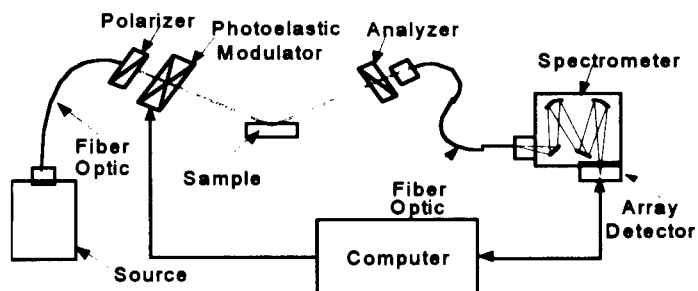 Polarizer
Photoelastic
Modulator
Analyzer
Spectrometer
Fiber
Optic
Sample
Fiber
Optic
Array
Detector
Computer
Source